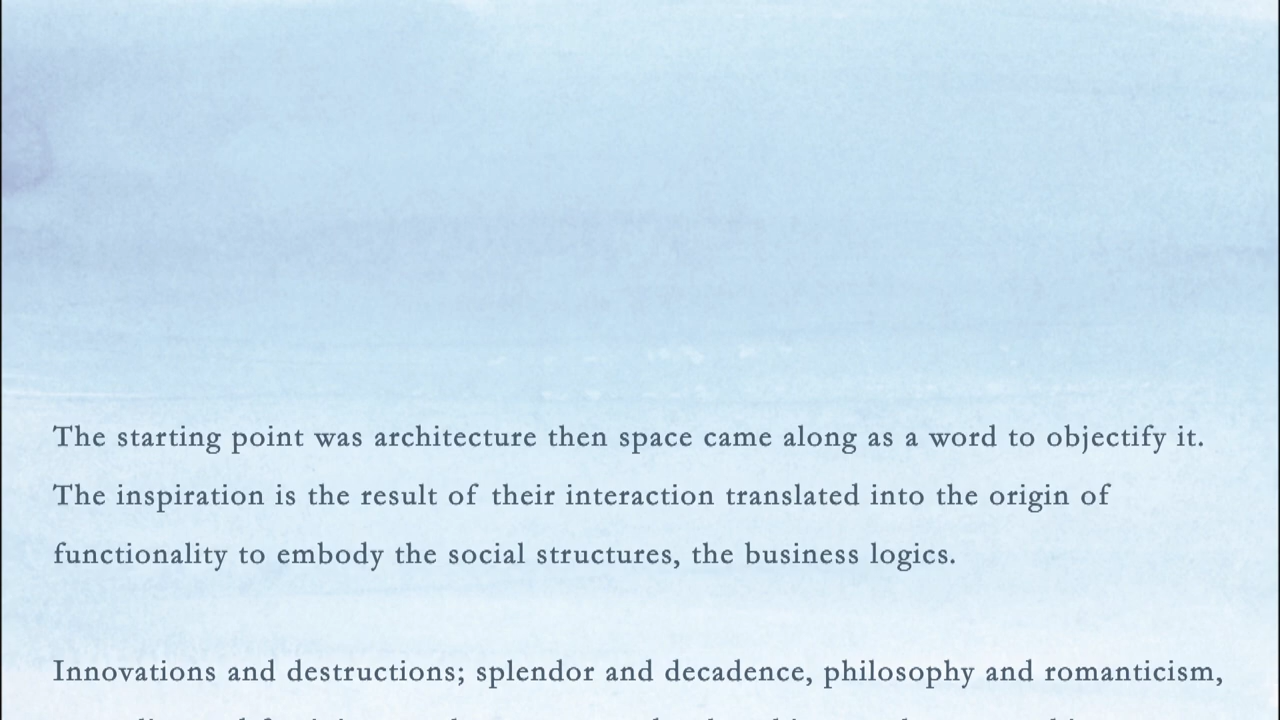 The starting point was architecture then space came along as a word to objectify it.
The inspiration is the result of their interaction translated into the origin of
functionality to embody the social structures, the business logics.
Innovations and destructions; splendor and decadence, philosophy and romanticism,